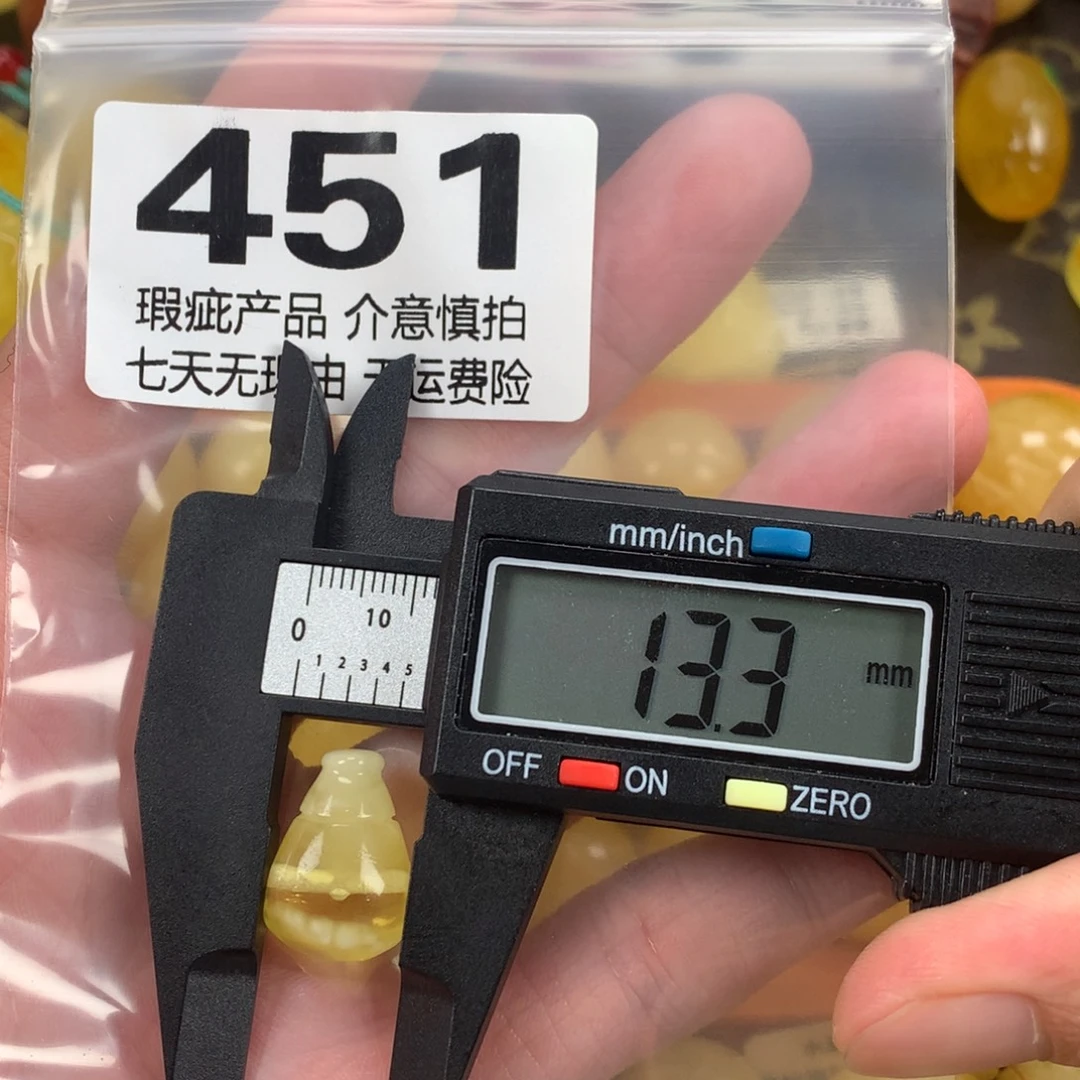 451
瑕疵产品 介意慎拍
七天无 由 无运费险
mm/inch
0 10
1 2 3 4 5
13.3 mm
OFF ON ZERO